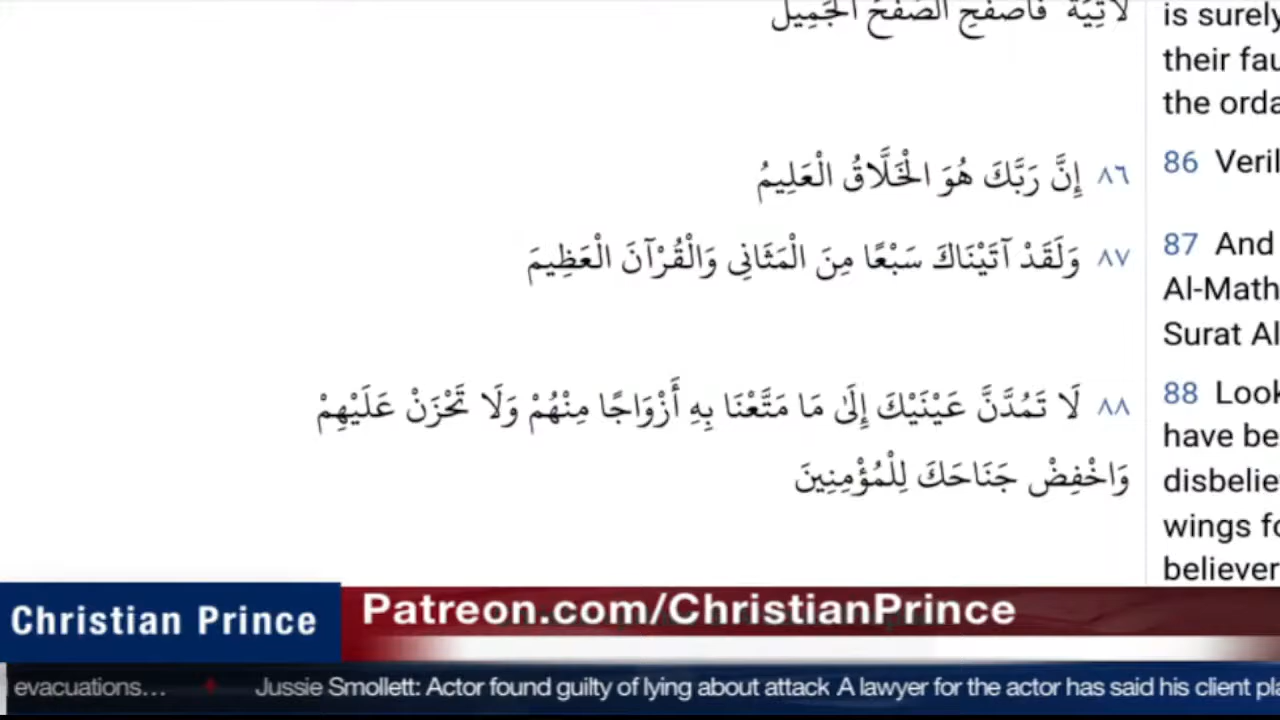 لَآتِيَةٌ فَاصْفَحِ الصَّفْحَ الْجَمِيلَ
is surely
their fau
the orda
٨٦ إِنَّ رَبَّكَ هُوَ الْخَلَّاقُ الْعَلِيمُ
86 Veril
٨٧ وَلَقَدْ آتَيْنَاكَ سَبْعًا مِنَ الْمَثَانِي وَالْقُرْآنَ الْعَظِيمَ
87 And
Al-Math
Surat Al
٨٨ لَا تَمُدَّنَّ عَيْنَيْكَ إِلَىٰ مَا مَتَّعْنَا بِهِ أَزْوَاجًا مِنْهُمْ وَلَا تَحْزَنْ عَلَيْهِمْ
وَاخْفِضْ جَنَاحَكَ لِلْمُؤْمِنِينَ
88 Look
have be
disbelie
wings fo
believer
Christian Prince
Patreon.com/ChristianPrince
evacuations... Jussie Smollett: Actor found guilty of lying about attack A lawyer for the actor has said his client pla